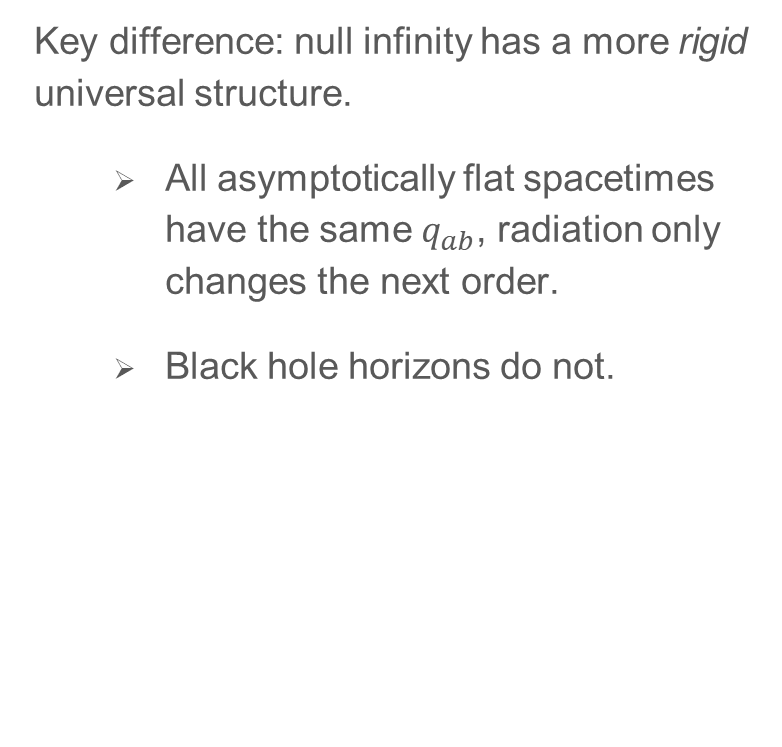 Key difference: null infinity has a more rigid
universal structure.
➢ All asymptotically flat spacetimes
have the same q_{ab}, radiation only
changes the next order.
➢ Black hole horizons do not.